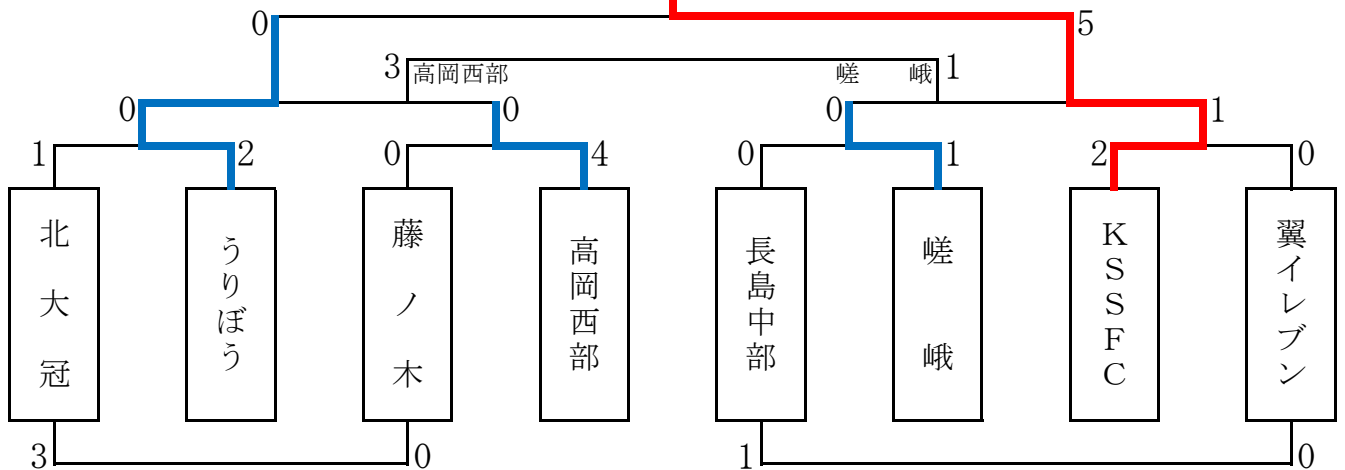 0 5
3 高岡西部 嵯峨 1
0 0 0 1
1 2 0 4 0 1 2 0
北大冠
うりぼう
藤ノ木
高岡西部
長島中部
嵯峨
KSSFC
翼イレブン
3 0 1 0